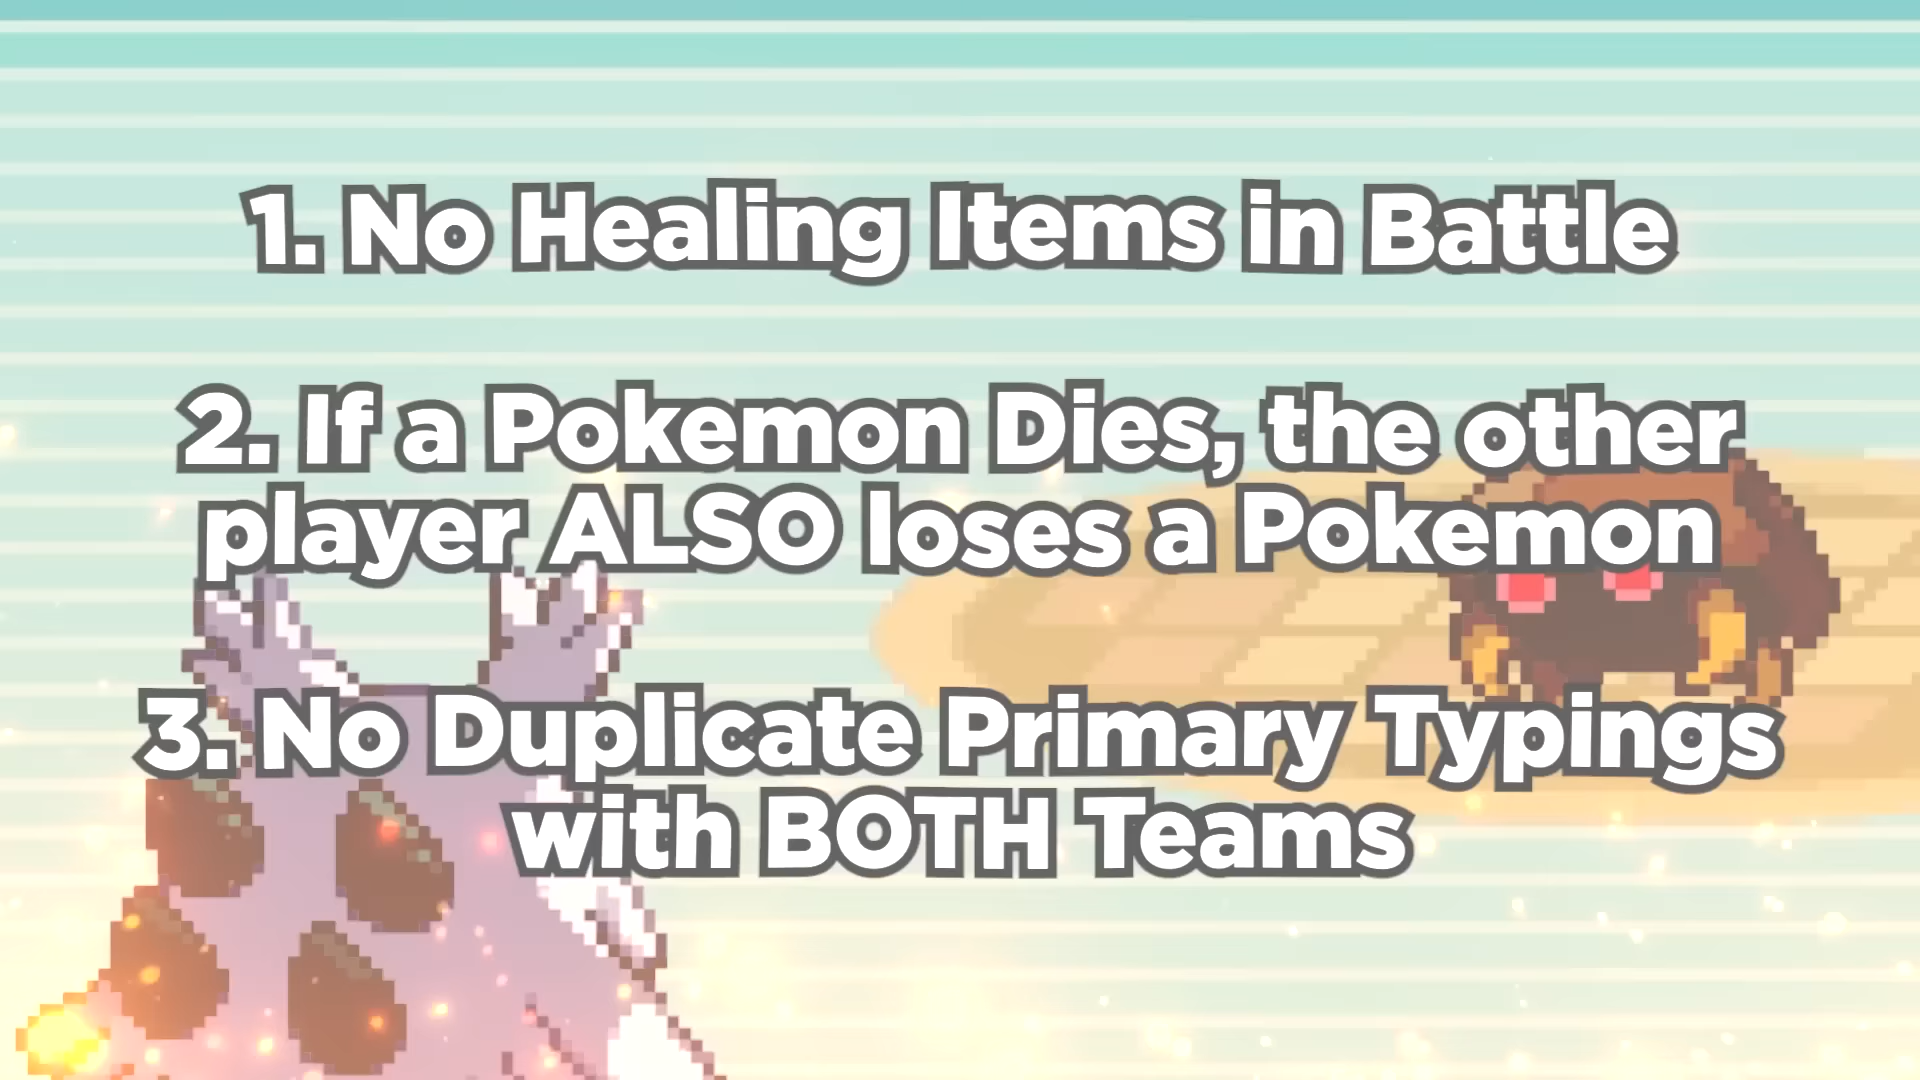 1. No Healing Items in Battle
2. If a Pokemon Dies, the other
player ALSO loses a Pokemon
3. No Duplicate Primary Typings
with BOTH Teams